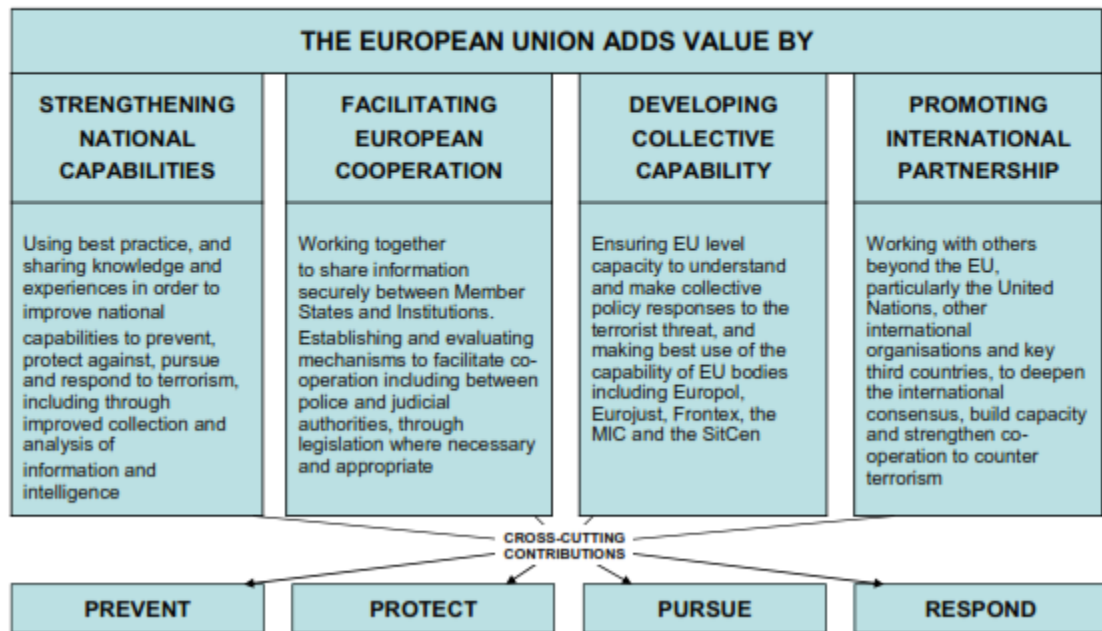 THE EUROPEAN UNION ADDS VALUE BY
STRENGTHENING
NATIONAL
CAPABILITIES
Using best practice, and
sharing knowledge and
experiences in order to
improve national
capabilities to prevent,
protect against, pursue
and respond to terrorism,
including through
improved collection and
analysis of
information and
intelligence
FACILITATING
EUROPEAN
COOPERATION
Working together
to share information
securely between Member
States and Institutions.
Establishing and evaluating
mechanisms to facilitate co-
operation including between
police and judicial
authorities, through
legislation where necessary
and appropriate
DEVELOPING
COLLECTIVE
CAPABILITY
Ensuring EU level
capacity to understand
and make collective
policy responses to the
terrorist threat, and
making best use of the
capability of EU bodies
including Europol,
Eurojust, Frontex, the
MIC and the SitCen
PROMOTING
INTERNATIONAL
PARTNERSHIP
Working with others
beyond the EU,
particularly the United
Nations, other
international
organisations and key
third countries, to deepen
the international
consensus, build capacity
and strengthen co-
operation to counter
terrorism
CROSS-CUTTING
CONTRIBUTIONS
PREVENT
PROTECT
PURSUE
RESPOND